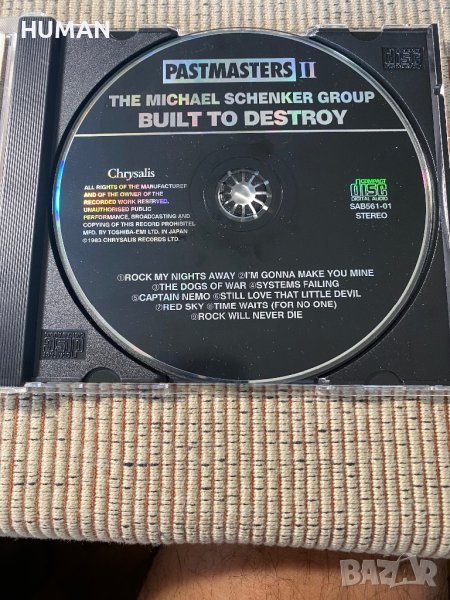 HUMAN
PASTMASTERS II
THE MICHAEL SCHENKER GROUP
BUILT TO DESTROY
Chrysalis
ALL RIGHTS OF THE MANUFACTURER
AND OF THE OWNER OF THE
RECORDED WORK RESERVED.
UNAUTHORISED PUBLIC
PERFORMANCE, BROADCASTING AND
COPYING OF THIS RECORD PROHIBITED.
MFD. BY TOSHIBA-EMI LTD. IN JAPAN
℗1983 CHRYSALIS RECORDS LTD.
COMPACT
disc
DIGITAL AUDIO
SAB561-01
STEREO
①ROCK MY NIGHTS AWAY ②I'M GONNA MAKE YOU MINE
③THE DOGS OF WAR ④SYSTEMS FAILING
⑤CAPTAIN NEMO ⑥STILL LOVE THAT LITTLE DEVIL
⑦RED SKY ⑧TIME WAITS (FOR NO ONE)
⑨ROCK WILL NEVER DIE
BAZAR